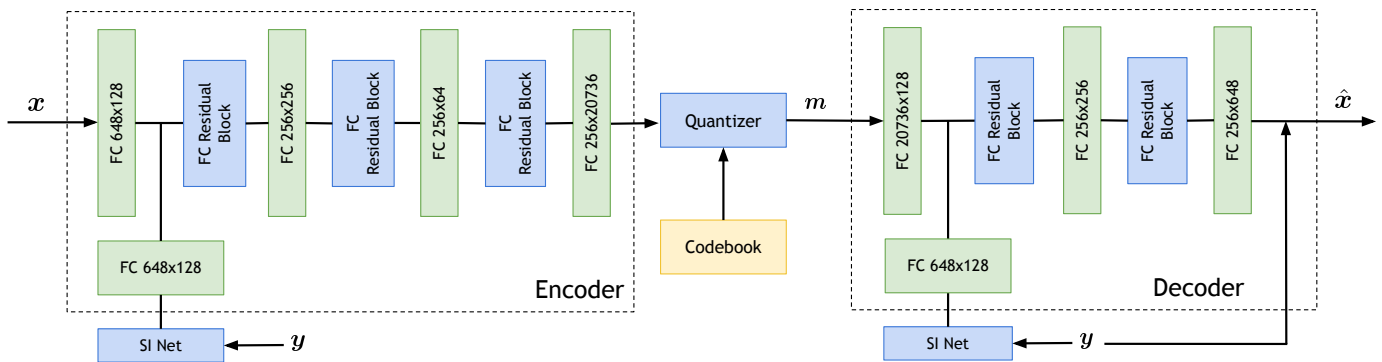 x
FC 648x128
FC Residual
Block
FC 256x256
FC
Residual Block
FC 256x64
FC
Residual Block
FC 256x20736
FC 648x128
Encoder
SI Net
y
Quantizer
Codebook
m
FC 20736x128
FC Residual
Block
FC 256x256
FC Residual
Block
FC 256x648
x̂
FC 648x128
Decoder
SI Net
y